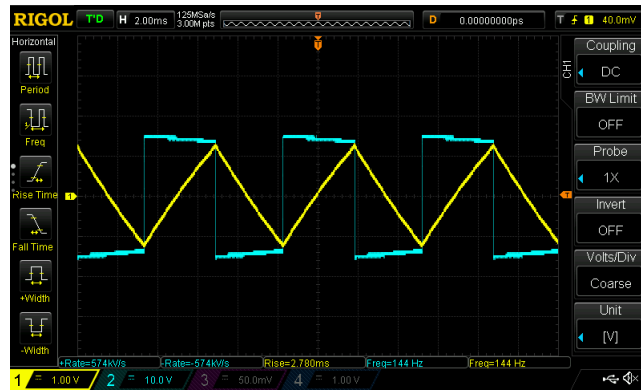 RIGOL T'D H 2.00ms 125MSa/s 3.00M pts D 0.00000000ps T 1 40.0mV
Horizontal
Period
Freq
Rise Time
Fall Time
+Width
-Width
1
T
T
T
CH1
Coupling
DC
BW Limit
OFF
Probe
1X
Invert
OFF
Volts/Div
Coarse
Unit
[V]
+Rate=574kV/s -Rate=-574kV/s Rise=2.780ms Freq=144 Hz Freq=144 Hz
1 = 1.00 V 2 = 10.0 V 3 = 50.0mV 4 = 1.00 V